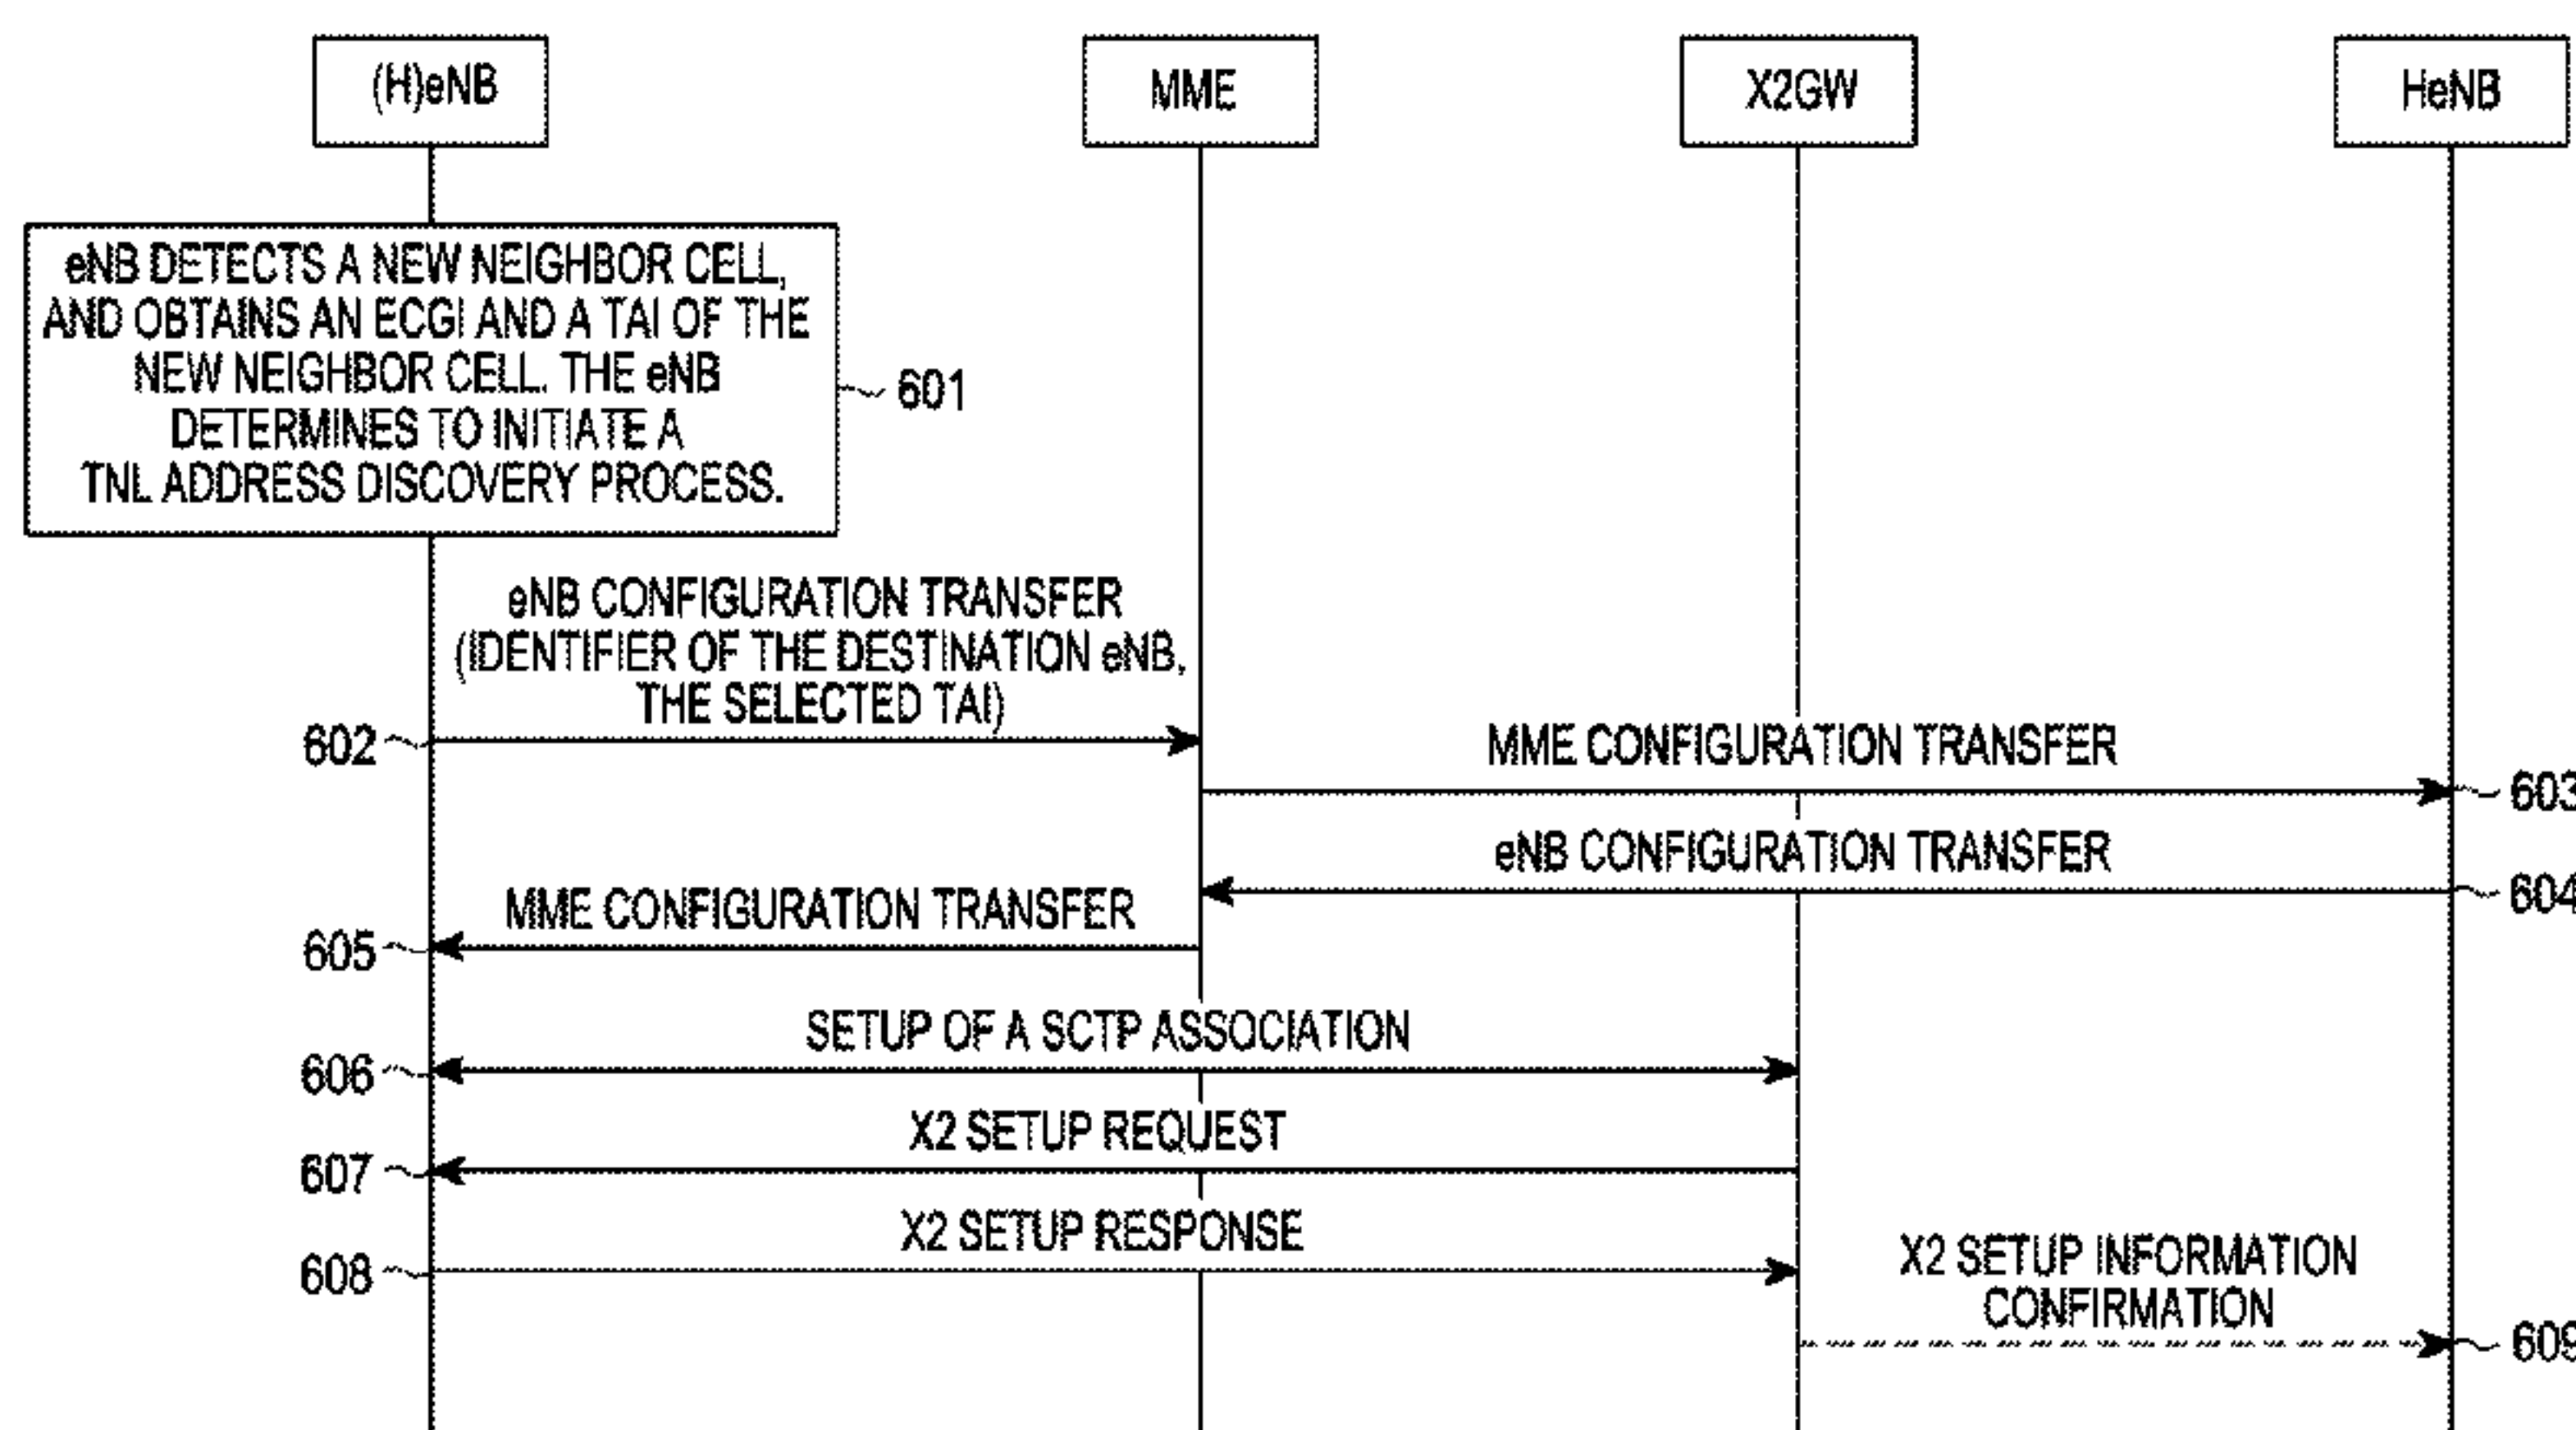 (H)eNB
MME
X2GW
HeNB
eNB DETECTS A NEW NEIGHBOR CELL,
AND OBTAINS AN ECGI AND A TAI OF THE
NEW NEIGHBOR CELL. THE eNB
DETERMINES TO INITIATE A
TNL ADDRESS DISCOVERY PROCESS.
601
eNB CONFIGURATION TRANSFER
(IDENTIFIER OF THE DESTINATION eNB,
THE SELECTED TAI)
602
MME CONFIGURATION TRANSFER
603
eNB CONFIGURATION TRANSFER
604
MME CONFIGURATION TRANSFER
605
SETUP OF A SCTP ASSOCIATION
606
X2 SETUP REQUEST
607
X2 SETUP RESPONSE
608
X2 SETUP INFORMATION
CONFIRMATION
609